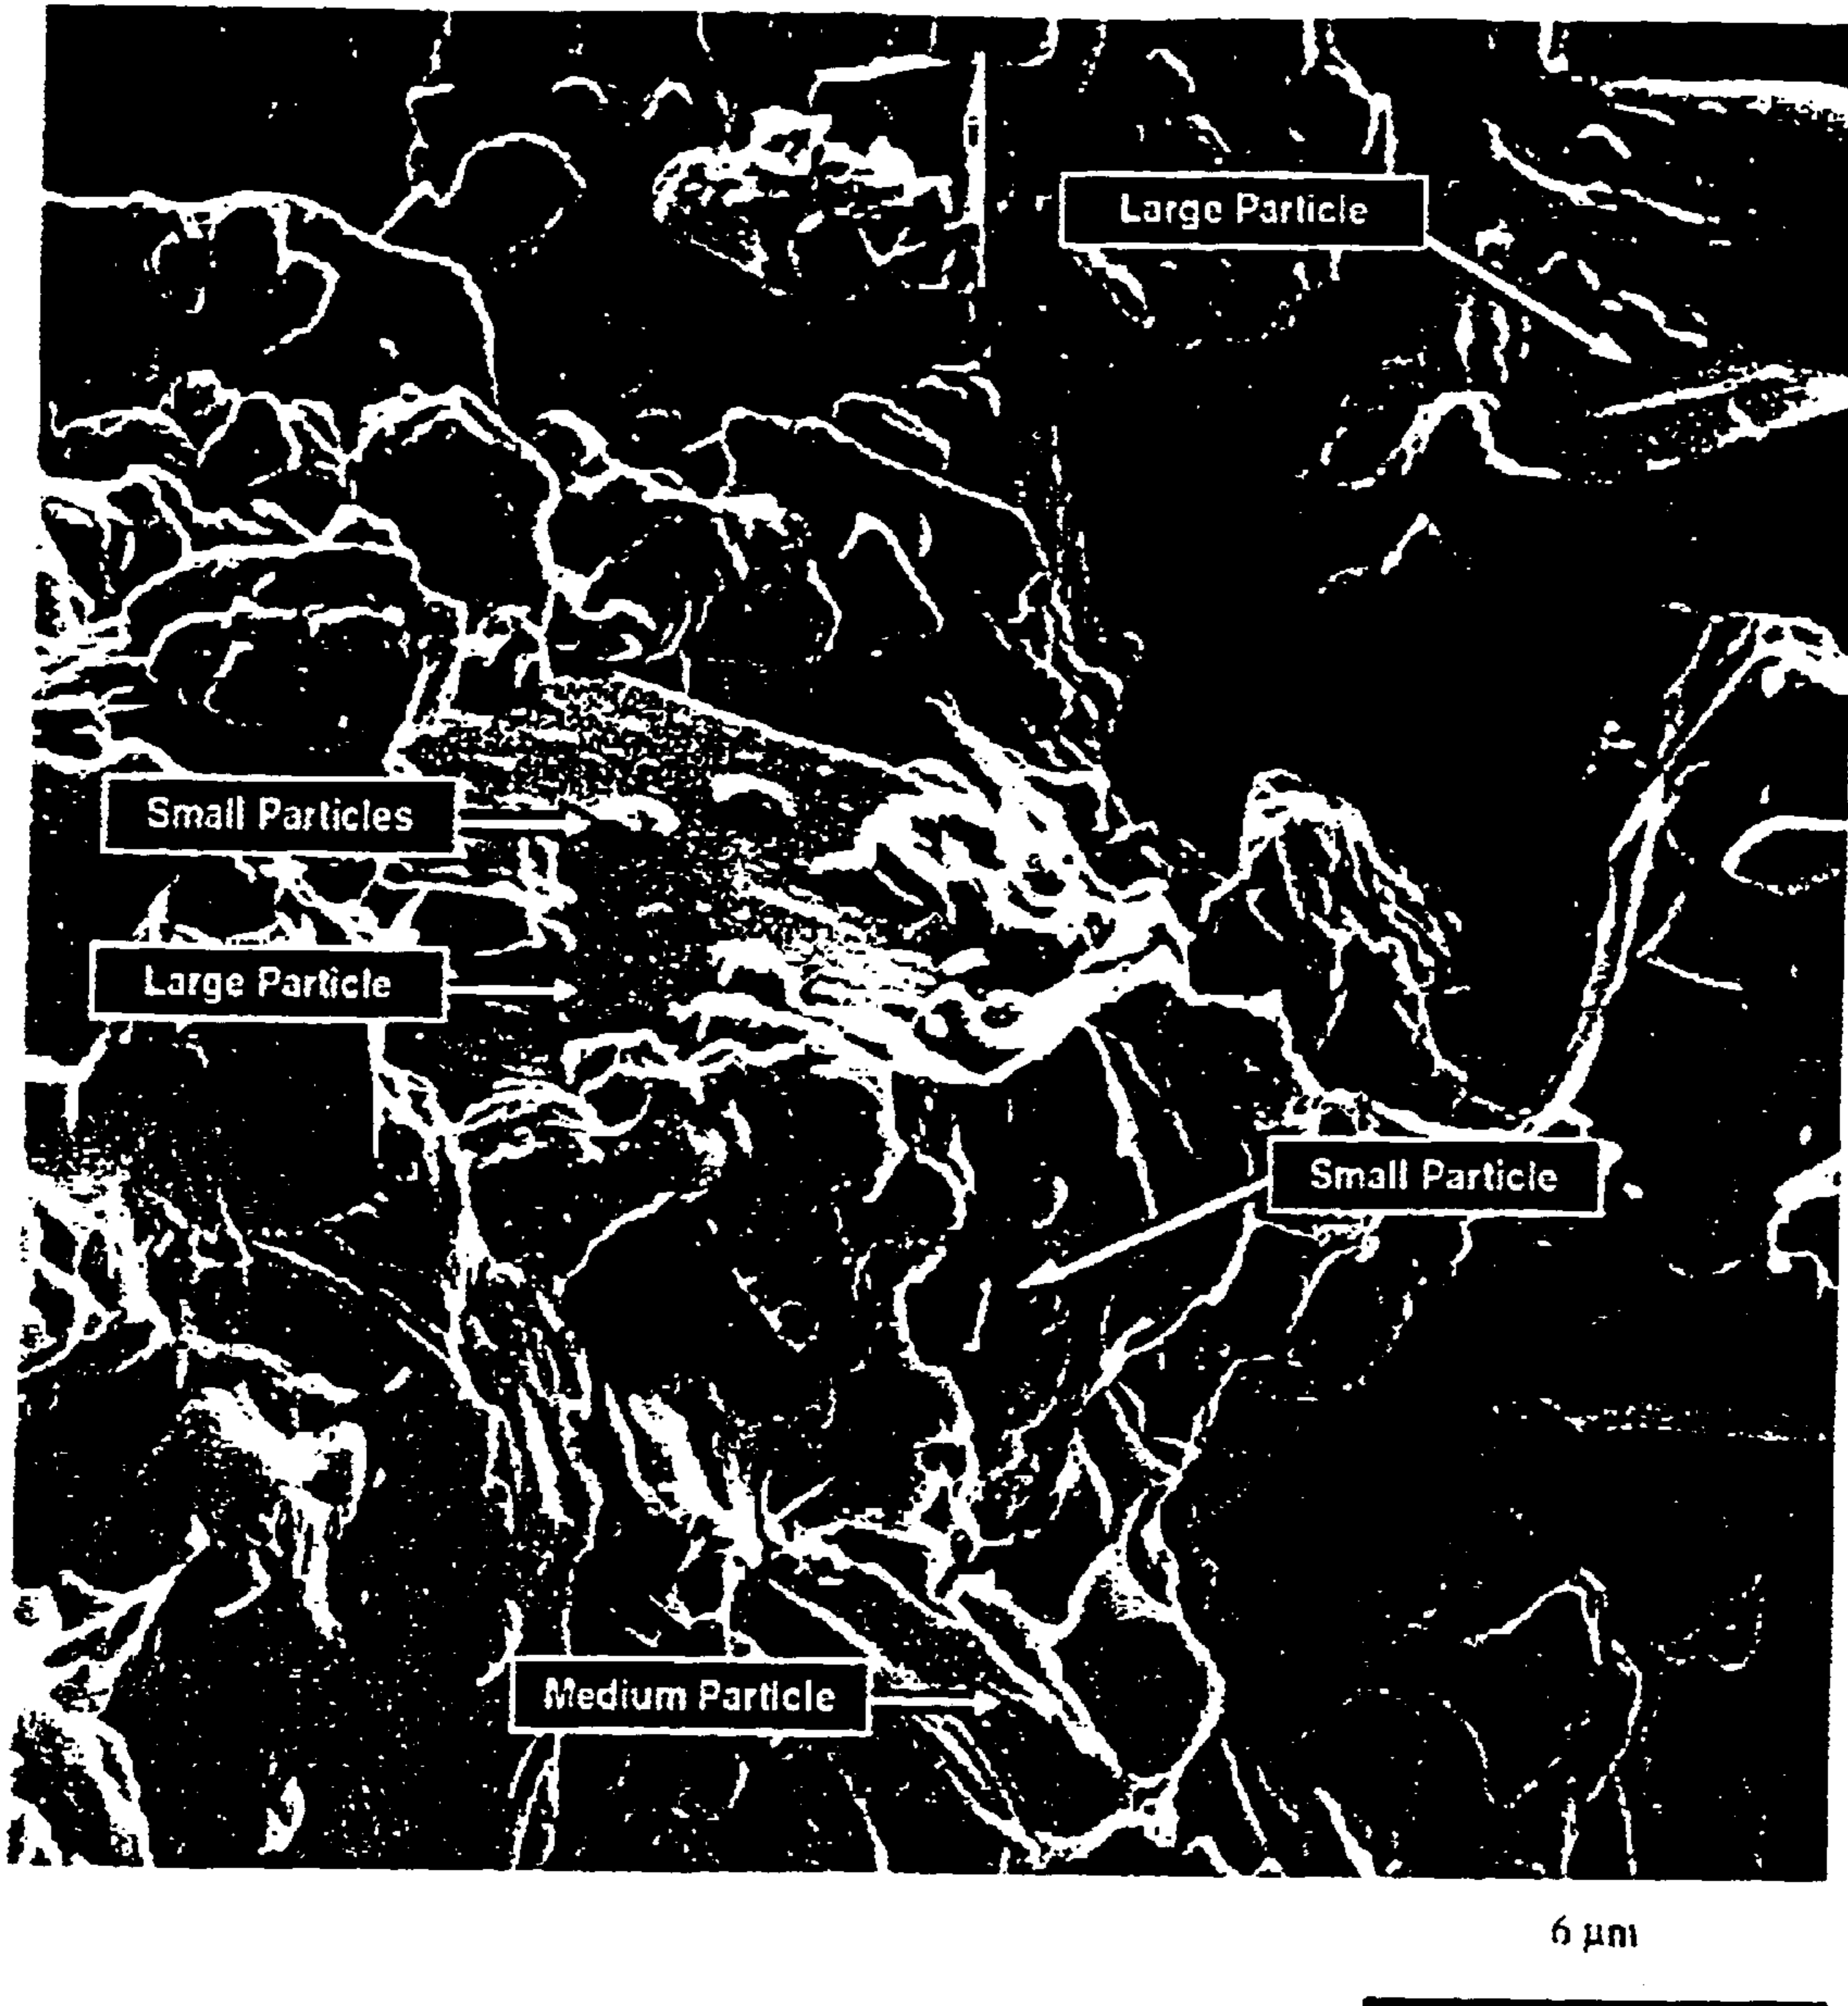 Large Particle
Small Particles
Large Particle
Small Particle
Medium Particle
6 µm